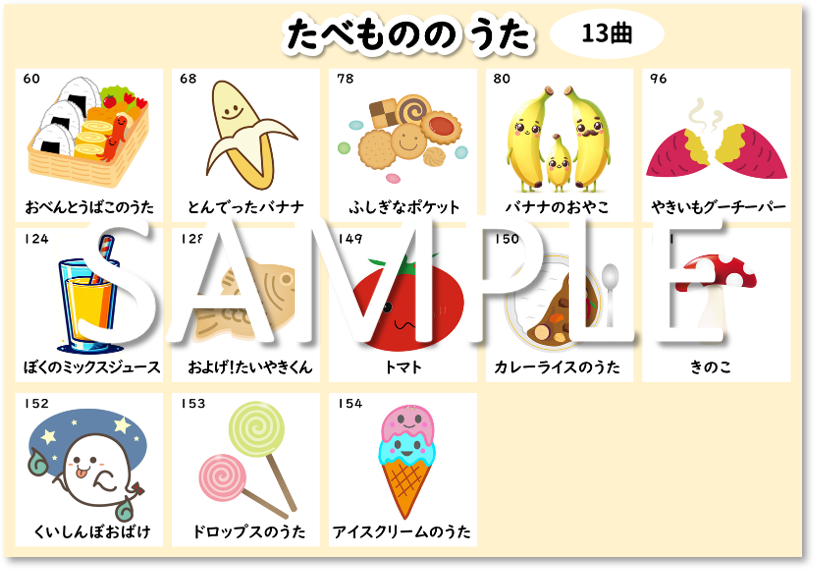 たべものの うた
13曲
60
おべんとうばこのうた
68
とんでったバナナ
78
ふしぎなポケット
80
バナナのおやこ
96
やきいもグーチーパー
124
ぼくのミックスジュース
128
およげ!たいやきくん
149
トマト
150
カレーライスのうた
きのこ
SAMPLE
152
くいしんぼおばけ
153
ドロップスのうた
154
アイスクリームのうた